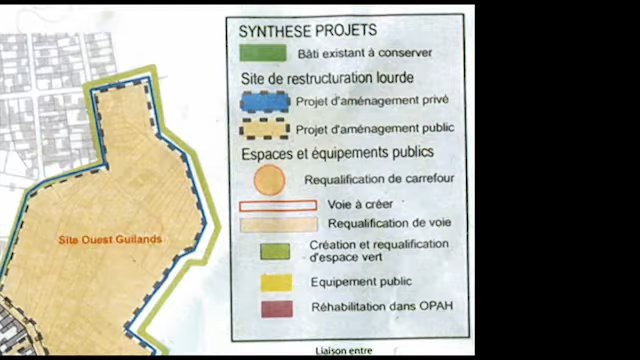 SYNTHESE PROJETS
Bâti existant à conserver
Site de restructuration lourde
Projet d'aménagement privé
Projet d'aménagement public
Espaces et équipements publics
Requalification de carrefour
Voie à créer
Requalification de voie
Création et requalification
d'espace vert
Equipement public
Réhabilitation dans OPAH
Site Ouest Guilands
Liaison entre